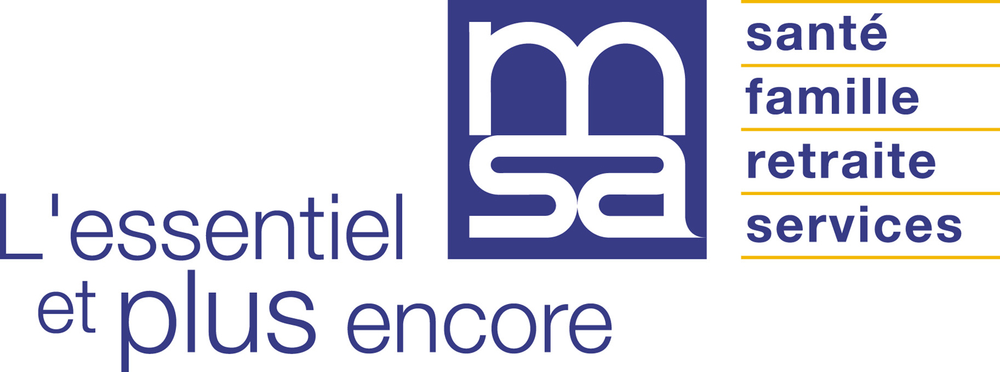 msa
santé
famille
retraite
services
L'essentiel
et plus encore